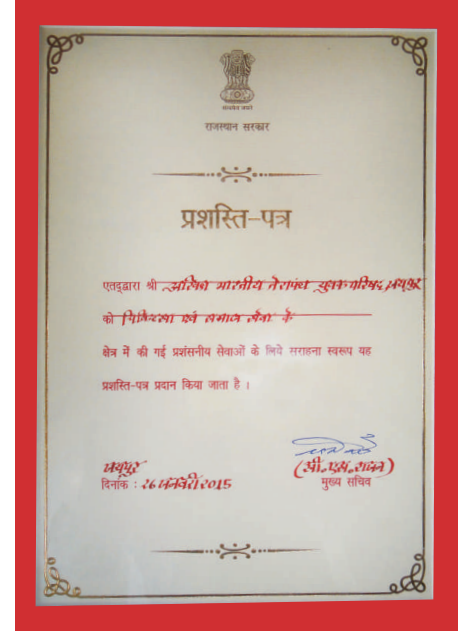 सत्यमेव जयते
राजस्थान सरकार
प्रशस्ति-पत्र
एतद्द्वारा श्री अखिल भारतीय तेरापंथ युवक परिषद, जयपुर
को चिकित्सा एवं समाज सेवा के
क्षेत्र में की गई प्रशंसनीय सेवाओं के लिये सराहना स्वरूप यह
प्रशस्ति-पत्र प्रदान किया जाता है ।
जयपुर
दिनांक : 26 जनवरी 2015
(सी.एस. राजन)
मुख्य सचिव